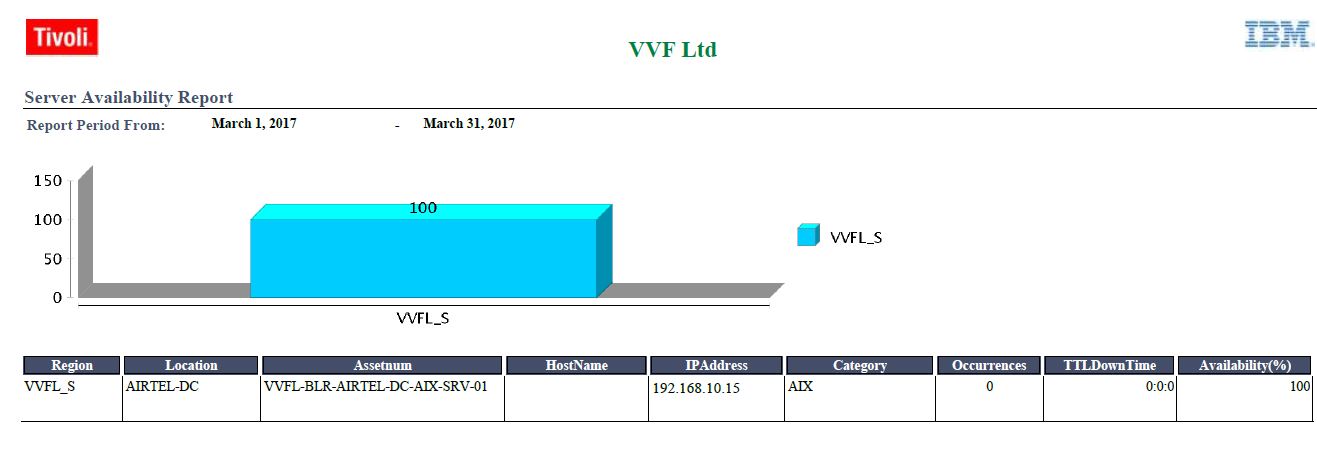 Tivoli.
IBM.
VVF Ltd
Server Availability Report
Report Period From: March 1, 2017 - March 31, 2017
150
100
100
50
0
VVFL_S
VVFL_S
Region Location Assetnum HostName IPAddress Category Occurrences TTLDownTime Availability(%)
VVFL_S AIRTEL-DC VVFL-BLR-AIRTEL-DC-AIX-SRV-01 192.168.10.15 AIX 0 0:0:0 100